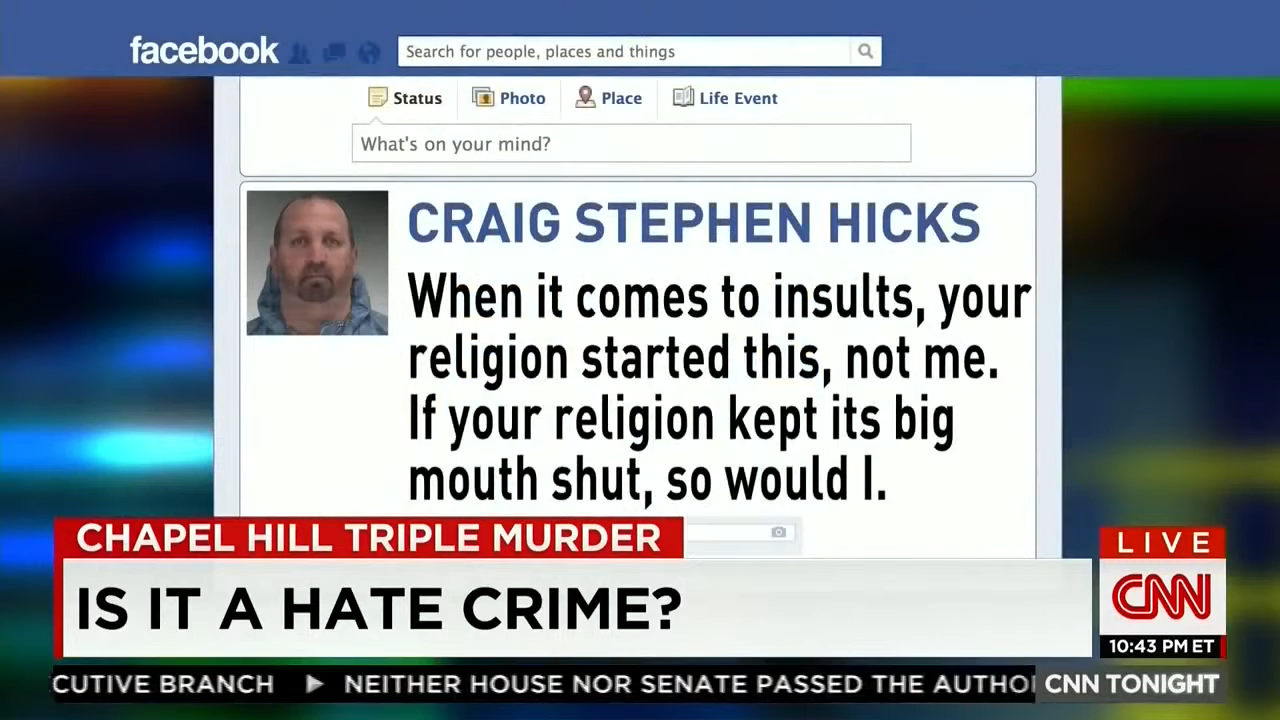 facebook
Search for people, places and things
Status
Photo
Place
Life Event
What's on your mind?
CRAIG STEPHEN HICKS
When it comes to insults, your
religion started this, not me.
If your religion kept its big
mouth shut, so would I.
CHAPEL HILL TRIPLE MURDER
IS IT A HATE CRIME?
LIVE
CNN
10:43 PM ET
CUTIVE BRANCH ▶ NEITHER HOUSE NOR SENATE PASSED THE AUTHO
CNN TONIGHT